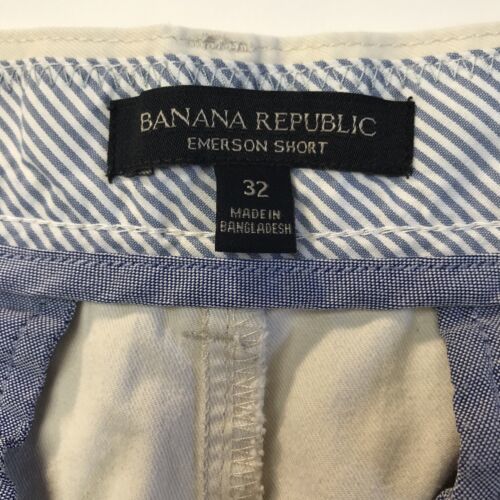 BANANA REPUBLIC
EMERSON SHORT
32
MADE IN
BANGLADESH